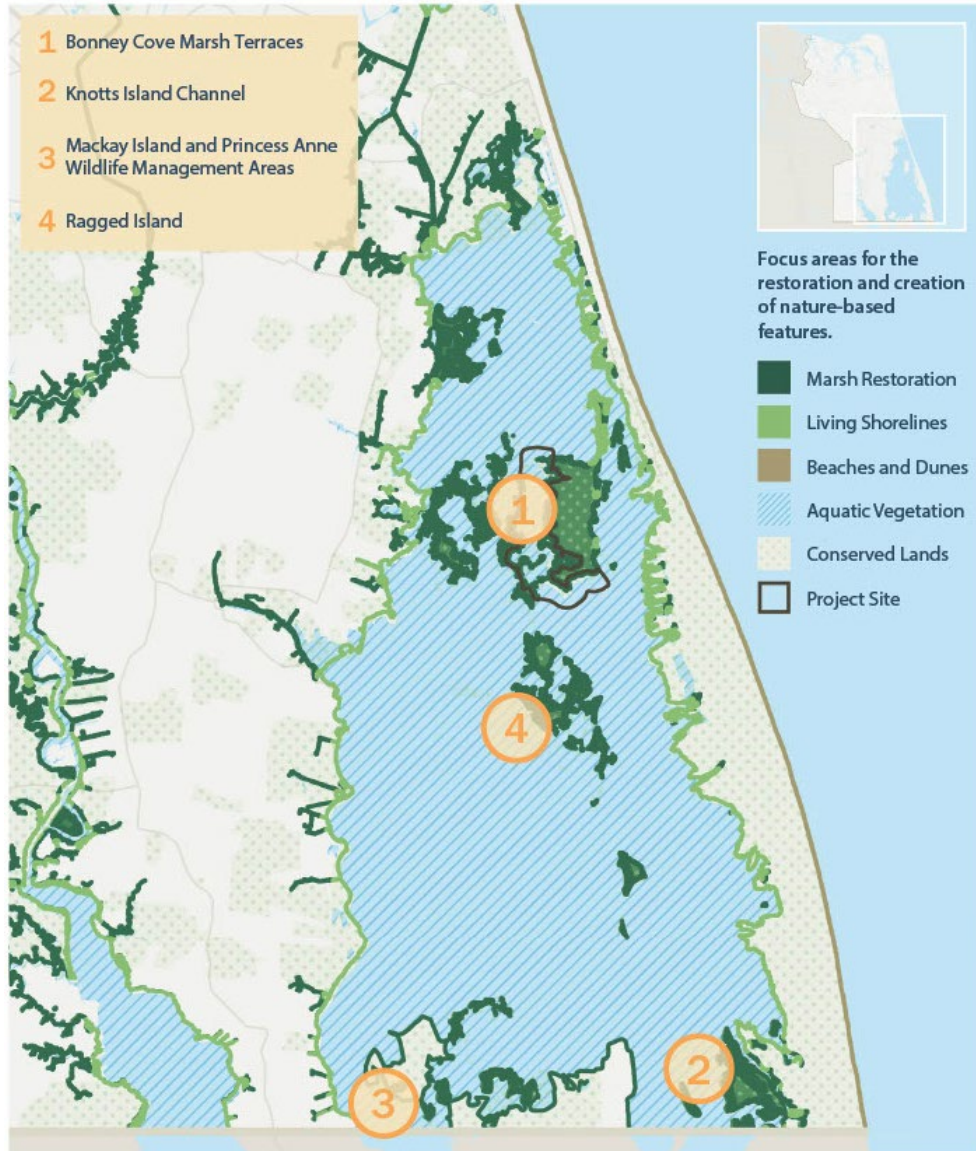 1 Bonney Cove Marsh Terraces
2 Knotts Island Channel
3 Mackay Island and Princess Anne
Wildlife Management Areas
4 Ragged Island
Focus areas for the
restoration and creation
of nature-based
features.
Marsh Restoration
Living Shorelines
Beaches and Dunes
Aquatic Vegetation
Conserved Lands
Project Site
1
4
2
3